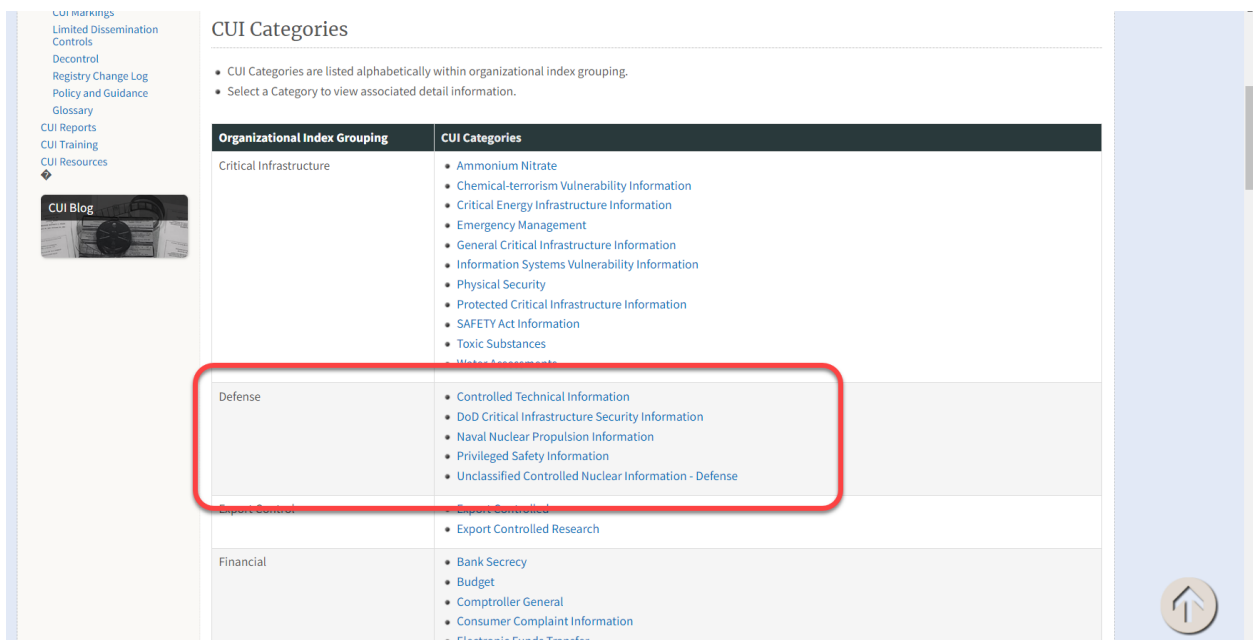 CUI Markings
Limited Dissemination
Controls
Decontrol
Registry Change Log
Policy and Guidance
Glossary
CUI Reports
CUI Training
CUI Resources
CUI Blog
CUI Categories
CUI Categories are listed alphabetically within organizational index grouping.
Select a Category to view associated detail information.
Organizational Index Grouping CUI Categories
Critical Infrastructure
Ammonium Nitrate
Chemical-terrorism Vulnerability Information
Critical Energy Infrastructure Information
Emergency Management
General Critical Infrastructure Information
Information Systems Vulnerability Information
Physical Security
Protected Critical Infrastructure Information
SAFETY Act Information
Toxic Substances
Water Assessments
Defense
Controlled Technical Information
DoD Critical Infrastructure Security Information
Naval Nuclear Propulsion Information
Privileged Safety Information
Unclassified Controlled Nuclear Information - Defense
Export Control
Export Controlled
Export Controlled Research
Financial
Bank Secrecy
Budget
Comptroller General
Consumer Complaint Information
Electronic Funds Transfer